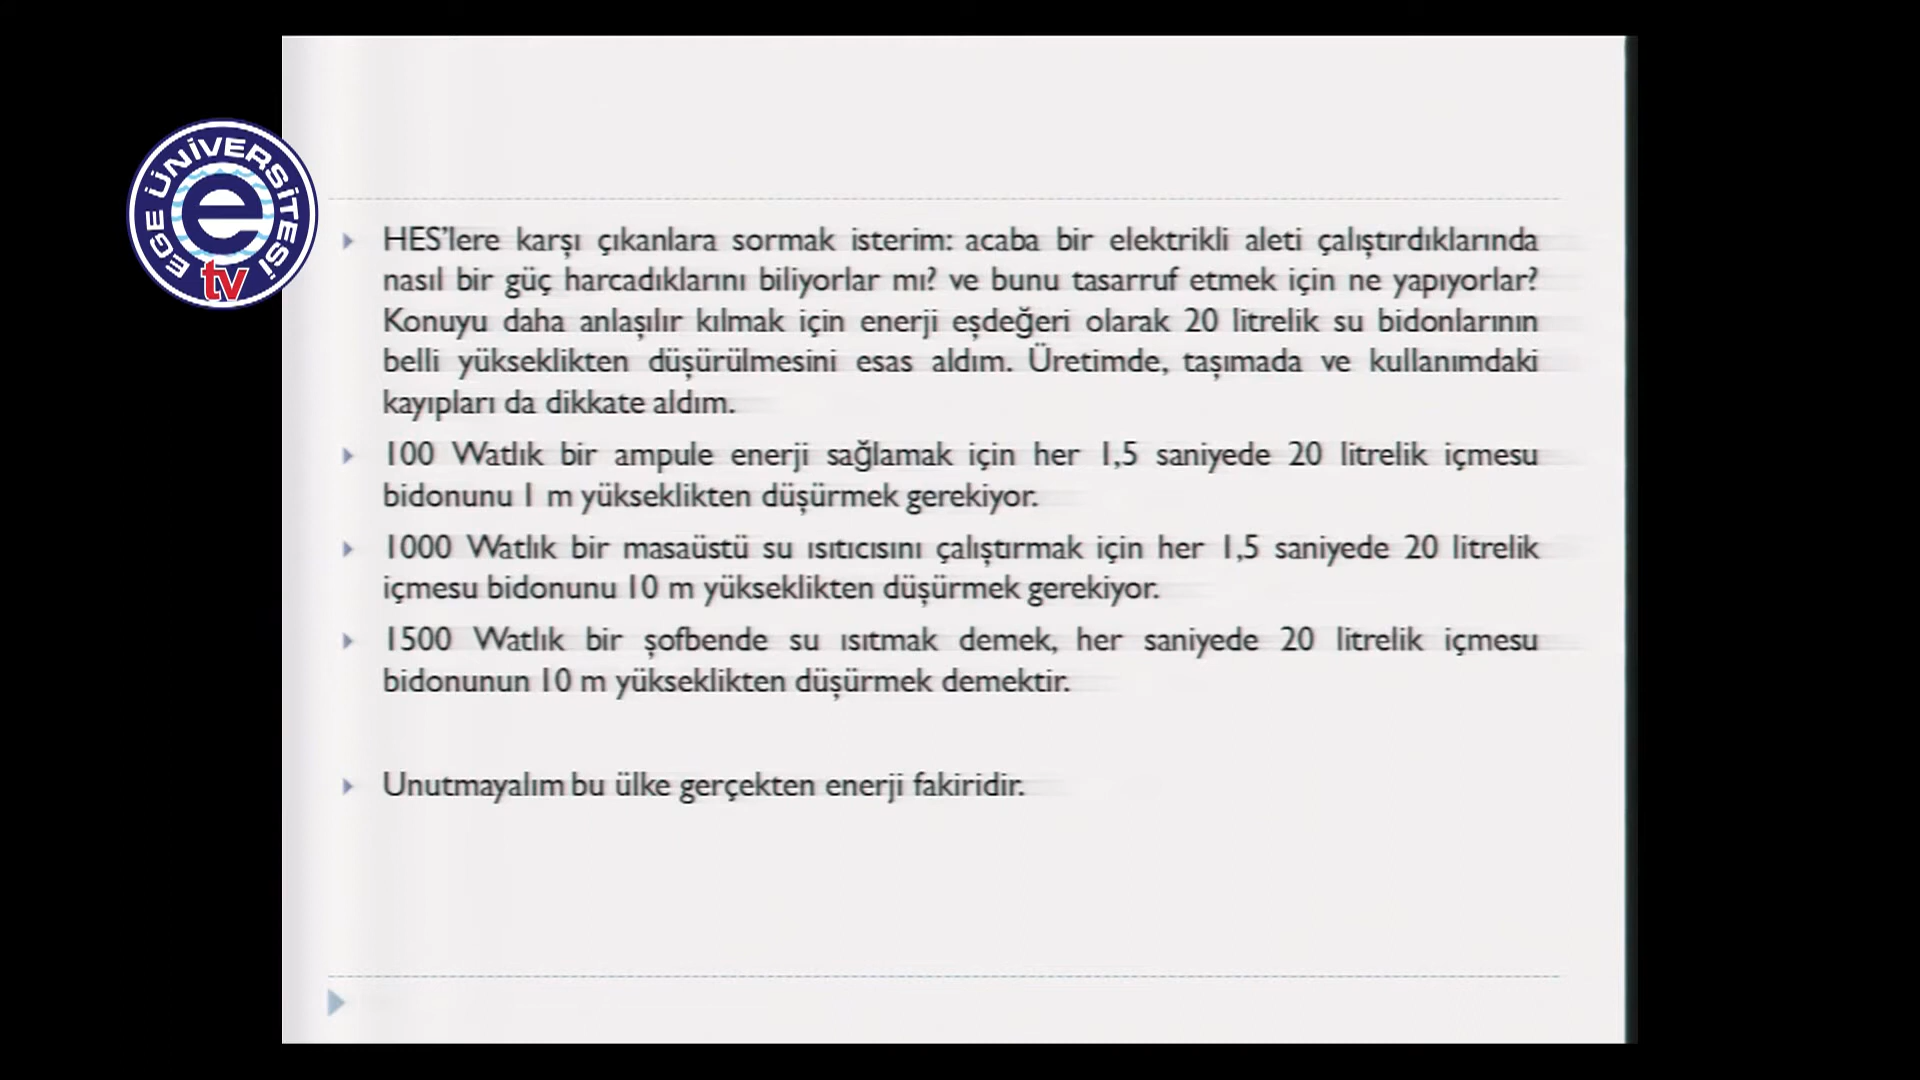 EGE ÜNİVERSİTESİ
e
tv
HES'lere karşı çıkanlara sormak isterim: acaba bir elektrikli aleti çalıştırdıklarında
nasıl bir güç harcadıklarını biliyorlar mı? ve bunu tasarruf etmek için ne yapıyorlar?
Konuyu daha anlaşılır kılmak için enerji eşdeğeri olarak 20 litrelik su bidonlarının
belli yükseklikten düşürülmesini esas aldım. Üretimde, taşımada ve kullanımdaki
kayıpları da dikkate aldım.
100 Watlık bir ampule enerji sağlamak için her 1,5 saniyede 20 litrelik içmesu
bidonunu 1 m yükseklikten düşürmek gerekiyor.
1000 Watlık bir masaüstü su ısıtıcısını çalıştırmak için her 1,5 saniyede 20 litrelik
içmesu bidonunu 10 m yükseklikten düşürmek gerekiyor.
1500 Watlık bir şofbende su ısıtmak demek, her saniyede 20 litrelik içmesu
bidonunun 10 m yükseklikten düşürmek demektir.
Unutmayalım bu ülke gerçekten enerji fakiridir.